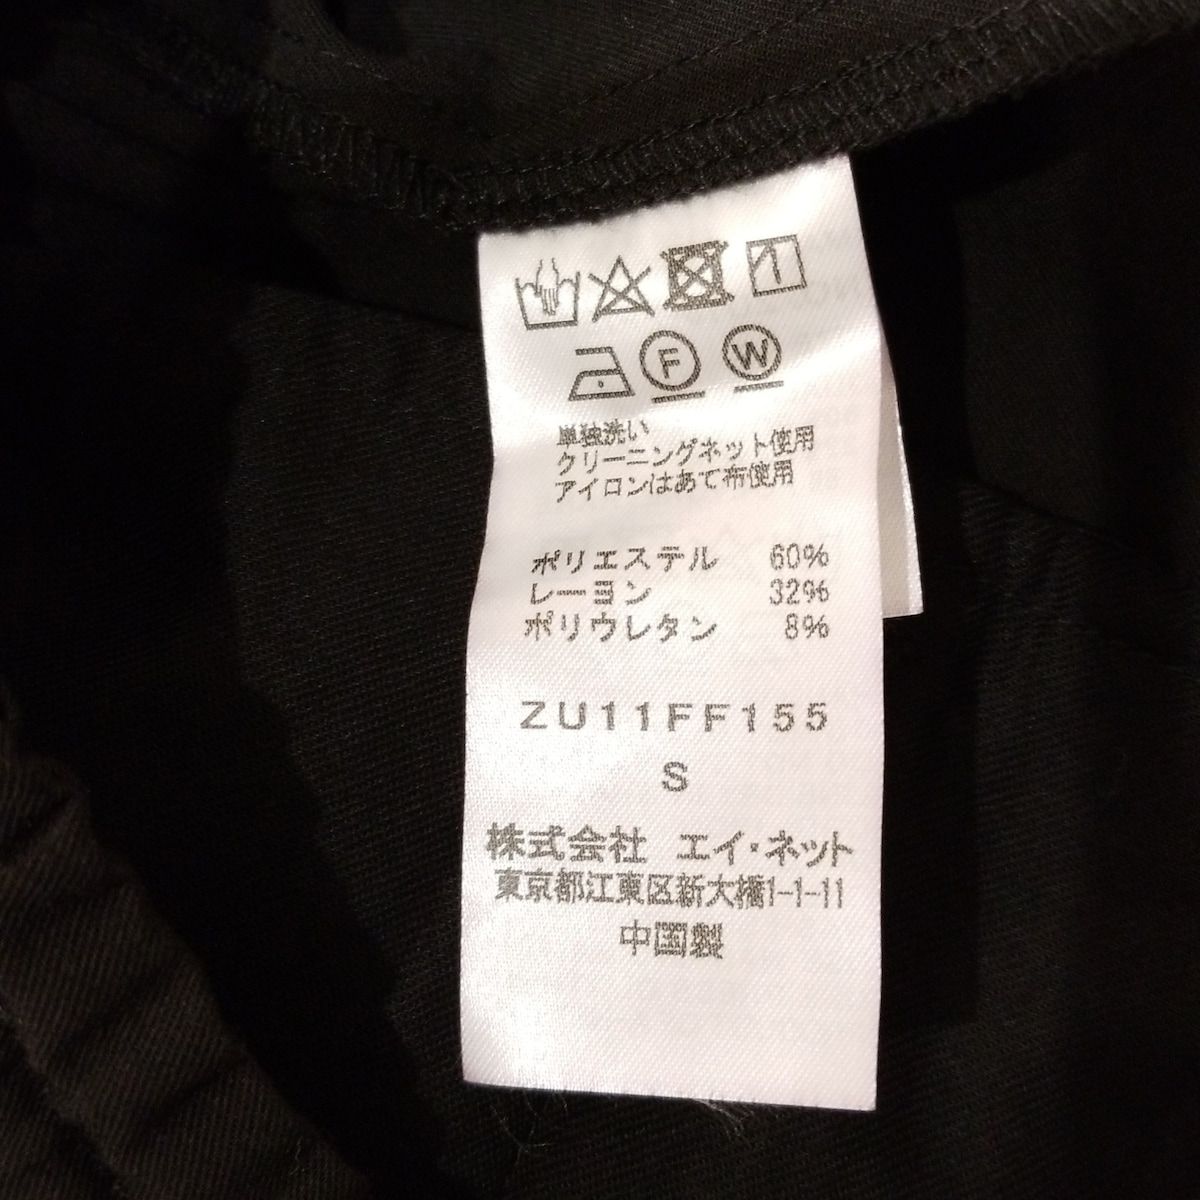 F W
単独洗い
クリーニングネット使用
アイロンはあて布使用
ポリエステル 60%
レーヨン 32%
ポリウレタン 8%
ZU11FF155
S
株式会社 エイ・ネット
東京都江東区新大橋1-1-11
中国製